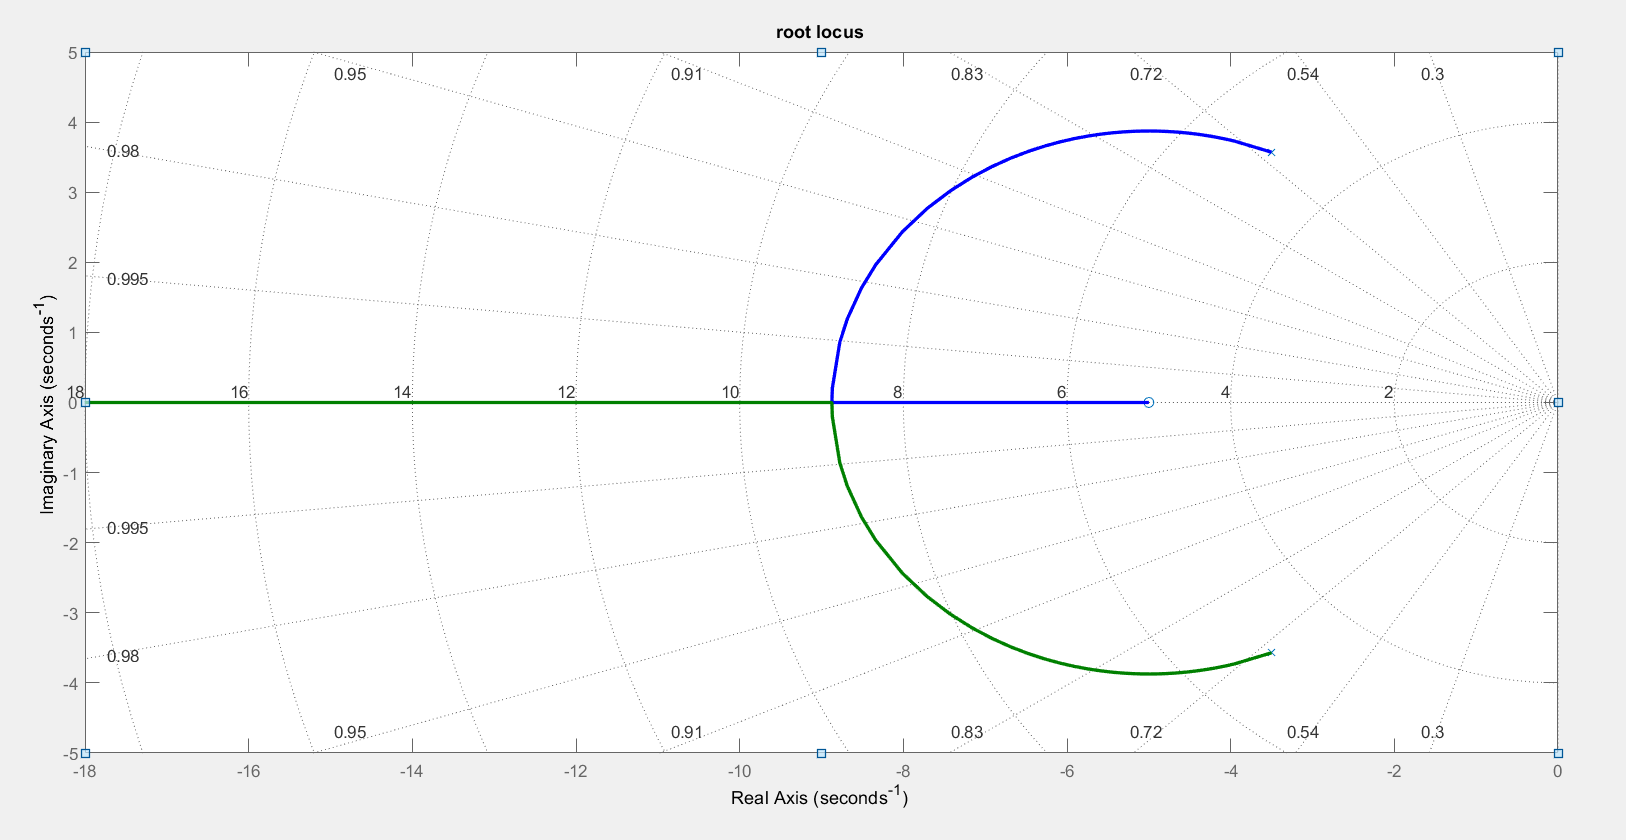 root locus
5
0.95 0.91 0.83 0.72 0.54 0.3
4
0.98
3
2
0.995
1
18 16 14 12 10 8 6 4 2
0
-1
0.995
-2
-3
0.98
-4
0.95 0.91 0.83 0.72 0.54 0.3
-5
-18 -16 -14 -12 -10 -8 -6 -4 -2 0
Real Axis (seconds⁻¹)
Imaginary Axis (seconds⁻¹)